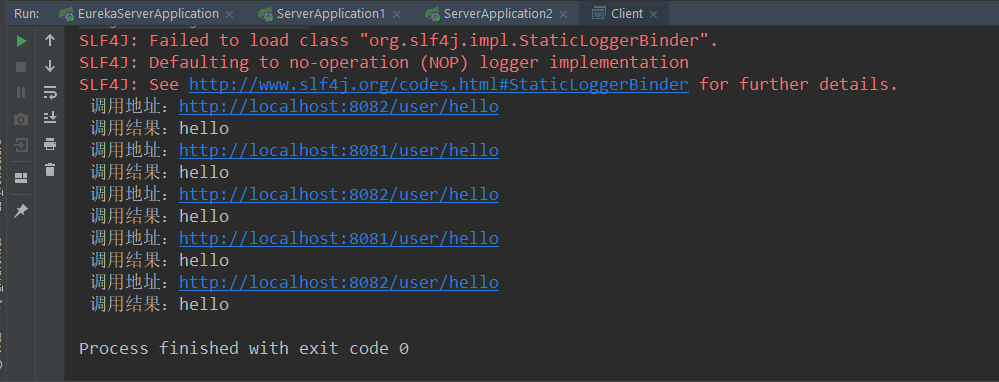 Run: EurekaServerApplication × ServerApplication1 × ServerApplication2 × Client ×
SLF4J: Failed to load class "org.slf4j.impl.StaticLoggerBinder".
SLF4J: Defaulting to no-operation (NOP) logger implementation
SLF4J: See http://www.slf4j.org/codes.html#StaticLoggerBinder for further details.
调用地址：http://localhost:8082/user/hello
调用结果：hello
调用地址：http://localhost:8081/user/hello
调用结果：hello
调用地址：http://localhost:8082/user/hello
调用结果：hello
调用地址：http://localhost:8081/user/hello
调用结果：hello
调用地址：http://localhost:8082/user/hello
调用结果：hello
Process finished with exit code 0